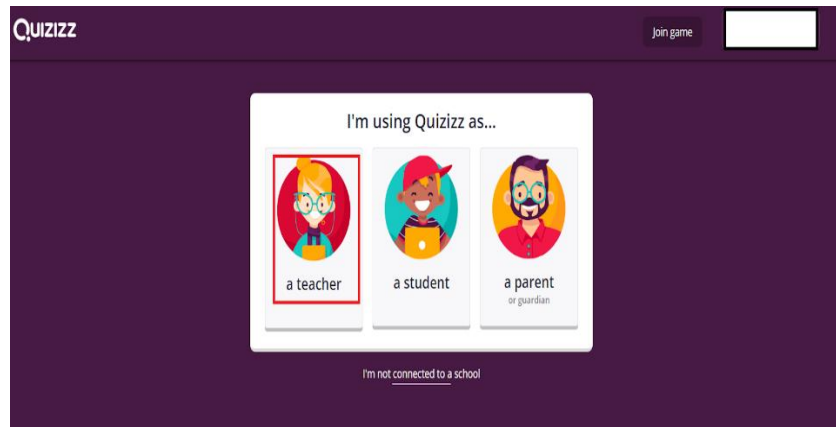 Quizizz
Join game
I'm using Quizizz as...
a teacher
a student
a parent
or guardian
I'm not connected to a school